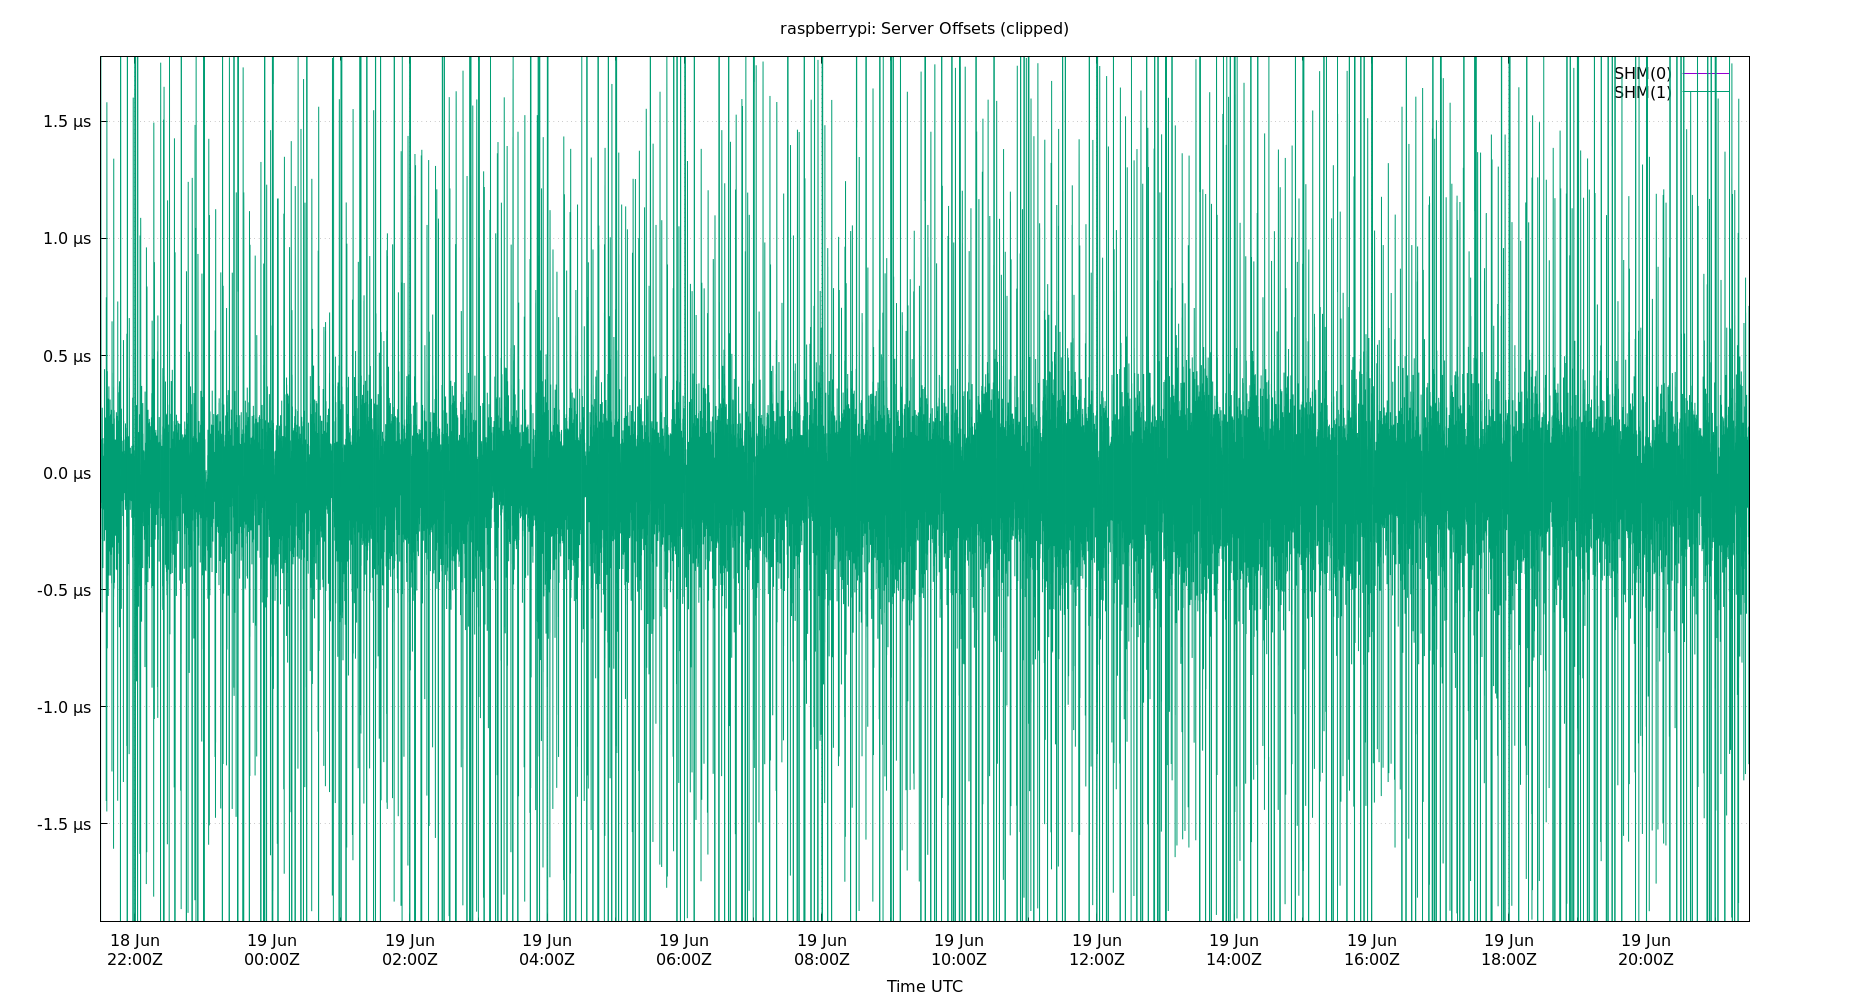 raspberrypi: Server Offsets (clipped)
SHM(0)
SHM(1)
1.5 µs
1.0 µs
0.5 µs
0.0 µs
-0.5 µs
-1.0 µs
-1.5 µs
18 Jun 19 Jun 19 Jun 19 Jun 19 Jun 19 Jun 19 Jun 19 Jun 19 Jun 19 Jun 19 Jun 19 Jun
22:00Z 00:00Z 02:00Z 04:00Z 06:00Z 08:00Z 10:00Z 12:00Z 14:00Z 16:00Z 18:00Z 20:00Z
Time UTC